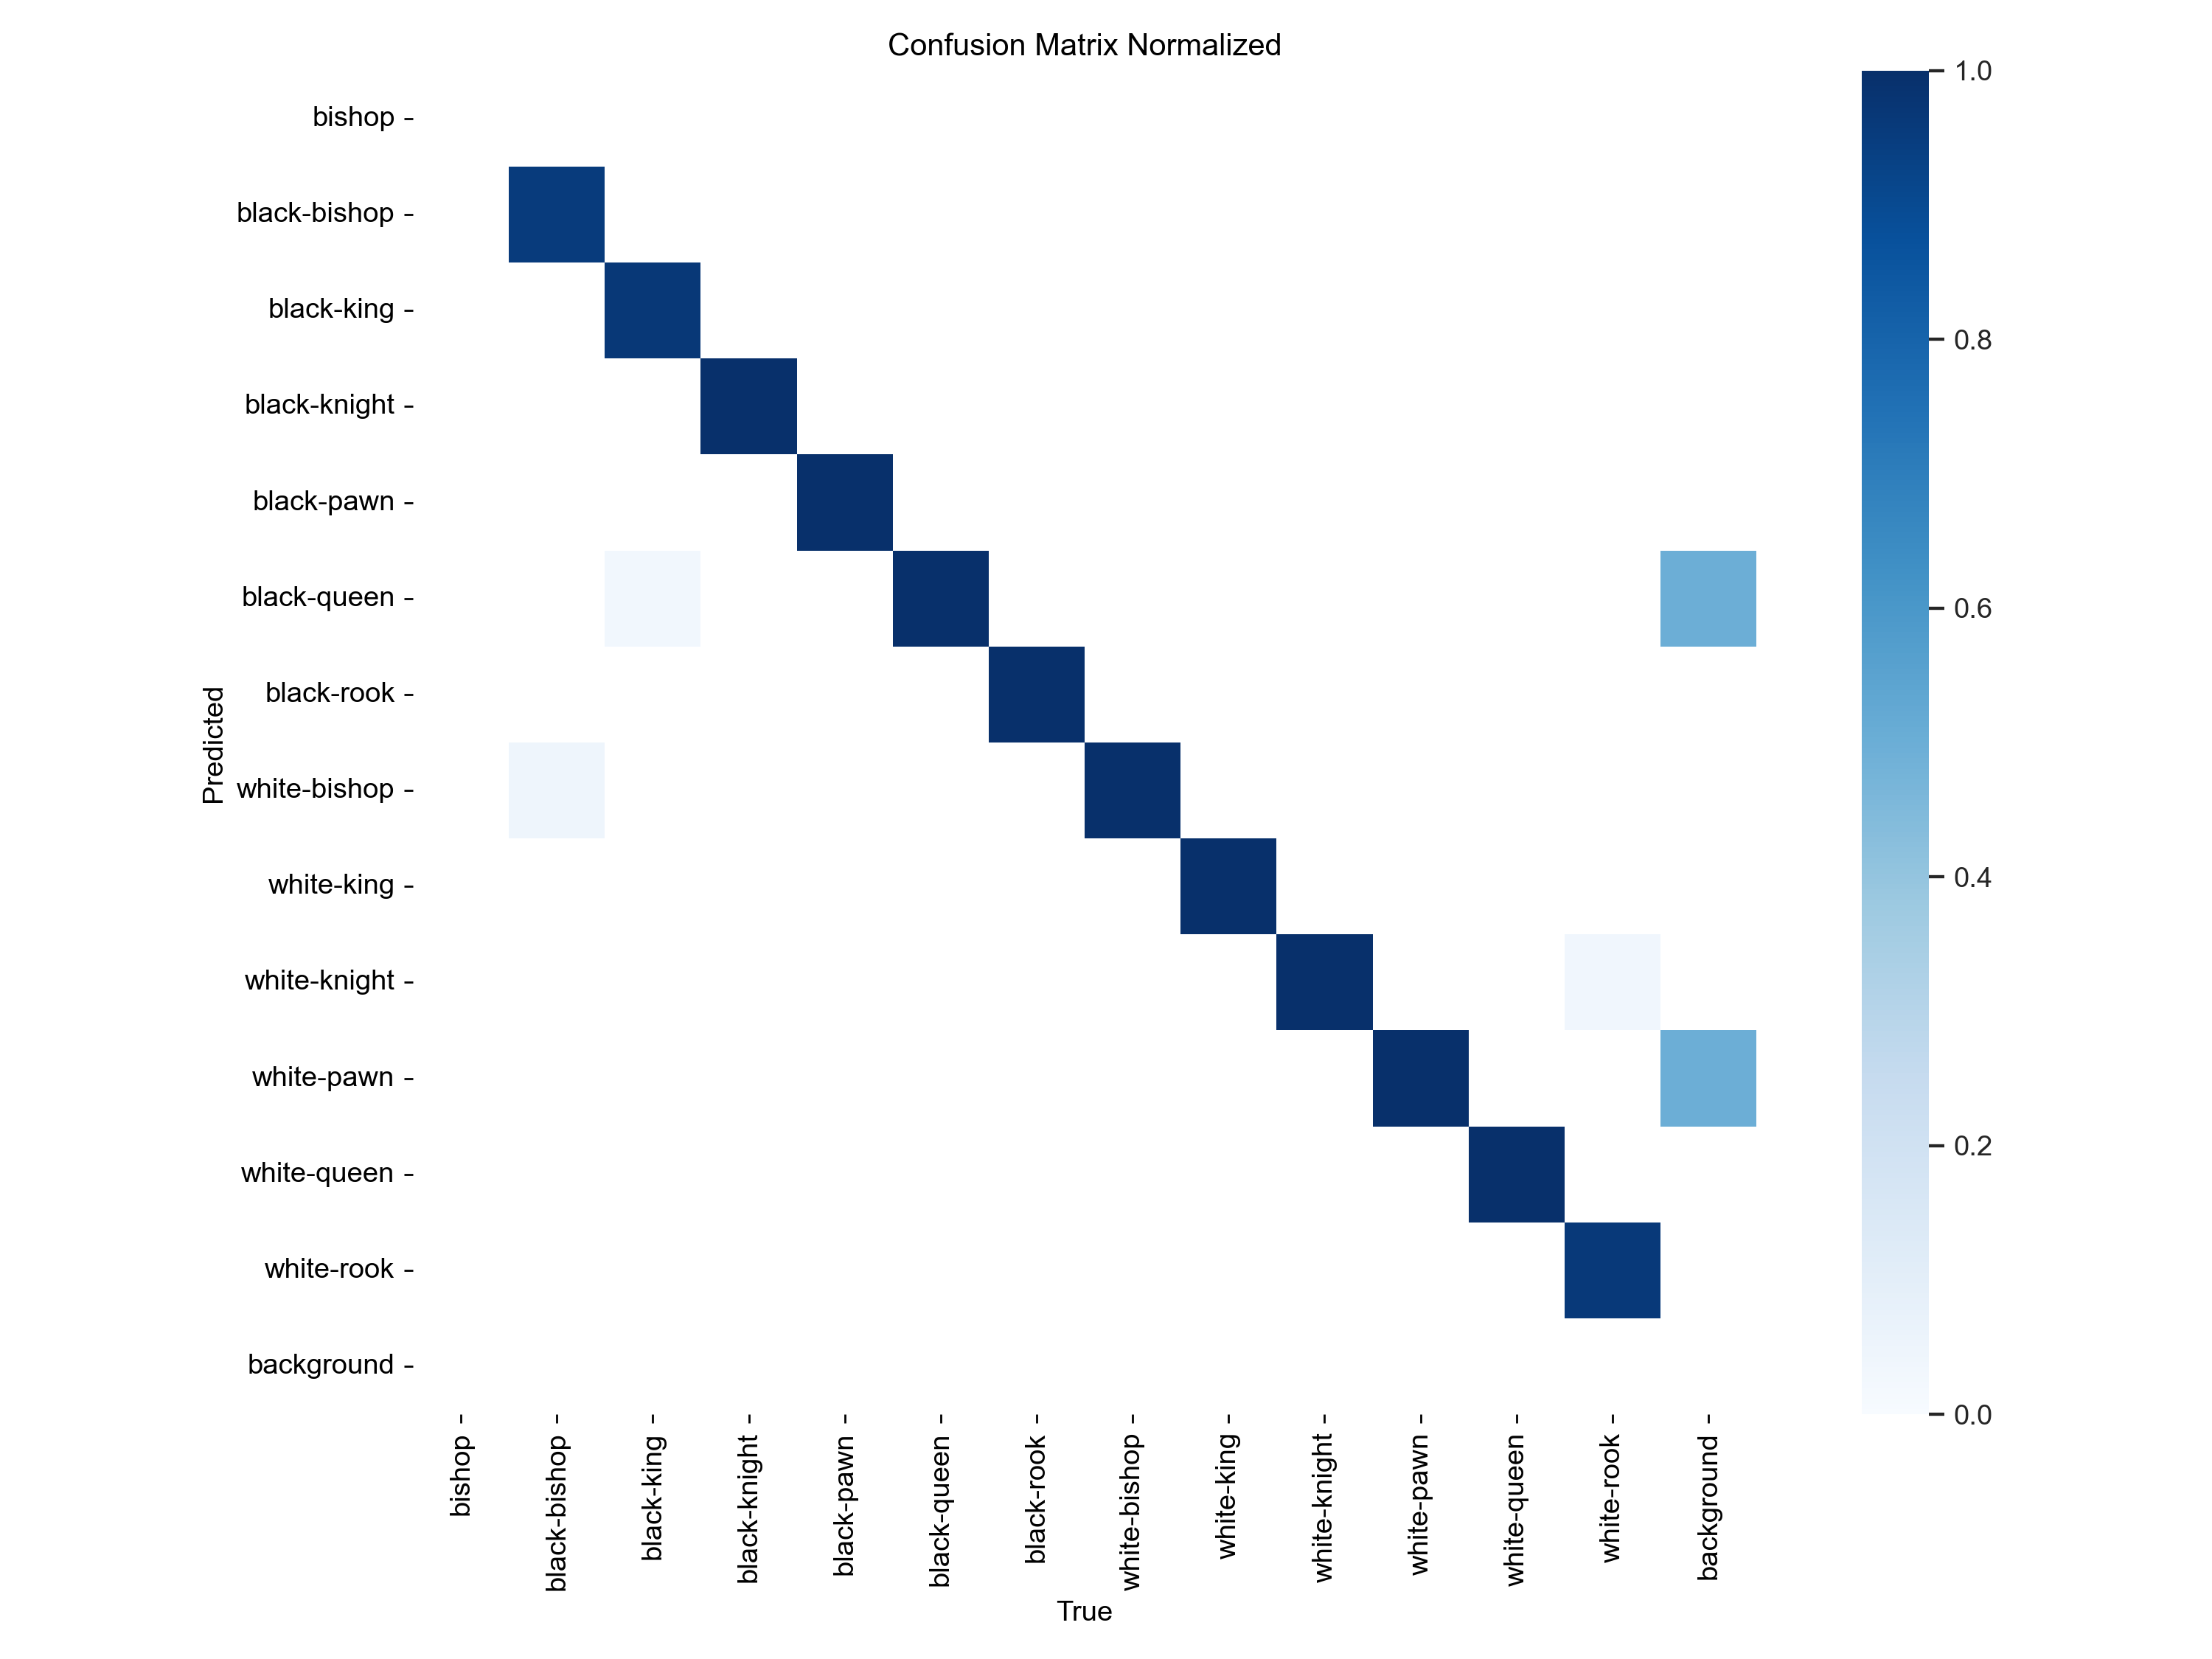 Confusion Matrix Normalized
bishop
black-bishop
black-king
black-knight
black-pawn
black-queen
black-rook
white-bishop
white-king
white-knight
white-pawn
white-queen
white-rook
background
Predicted
bishop
black-bishop
black-king
black-knight
black-pawn
black-queen
black-rook
white-bishop
white-king
white-knight
white-pawn
white-queen
white-rook
background
True
1.0
0.8
0.6
0.4
0.2
0.0